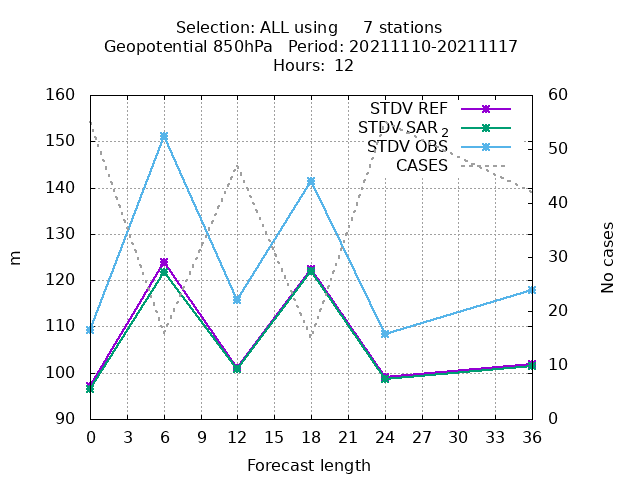 Selection: ALL using 7 stations
Geopotential 850hPa Period: 20211110-20211117
Hours: 12
160 60
STDV REF
150 50
STDV SAR 2
STDV OBS
CASES
140 40
130 30
120 20
110
100 10
90 0
m
No cases
0 3 6 9 12 15 18 21 24 27 30 33 36
Forecast length